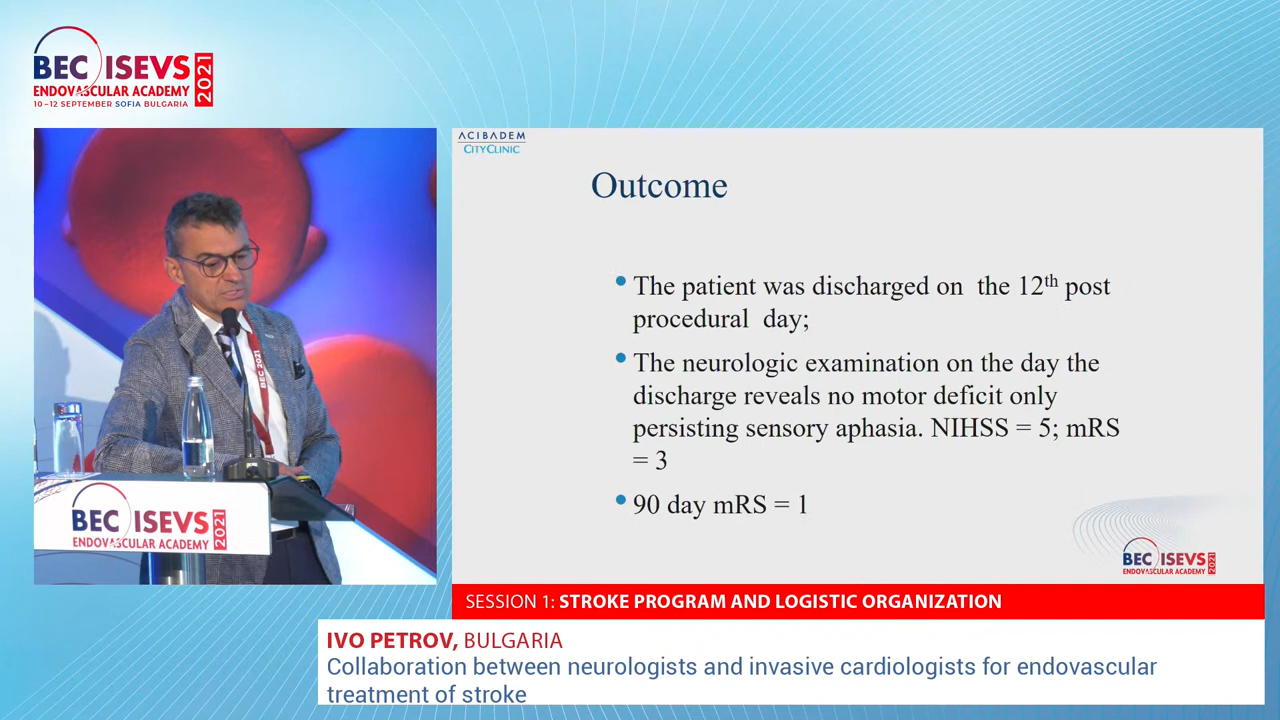 BEC ISEVS 2021
ENDOVASCULAR ACADEMY
10–12 SEPTEMBER SOFIA BULGARIA
ACIBADEM
CITYCLINIC
Outcome
• The patient was discharged on the 12th post
procedural day;
• The neurologic examination on the day the
discharge reveals no motor deficit only
persisting sensory aphasia. NIHSS = 5; mRS
= 3
• 90 day mRS = 1
BEC ISEVS 2021
ENDOVASCULAR ACADEMY
BEC 2021
BEC ISEVS 2021
ENDOVASCULAR ACADEMY
SESSION 1: STROKE PROGRAM AND LOGISTIC ORGANIZATION
IVO PETROV, BULGARIA
Collaboration between neurologists and invasive cardiologists for endovascular
treatment of stroke